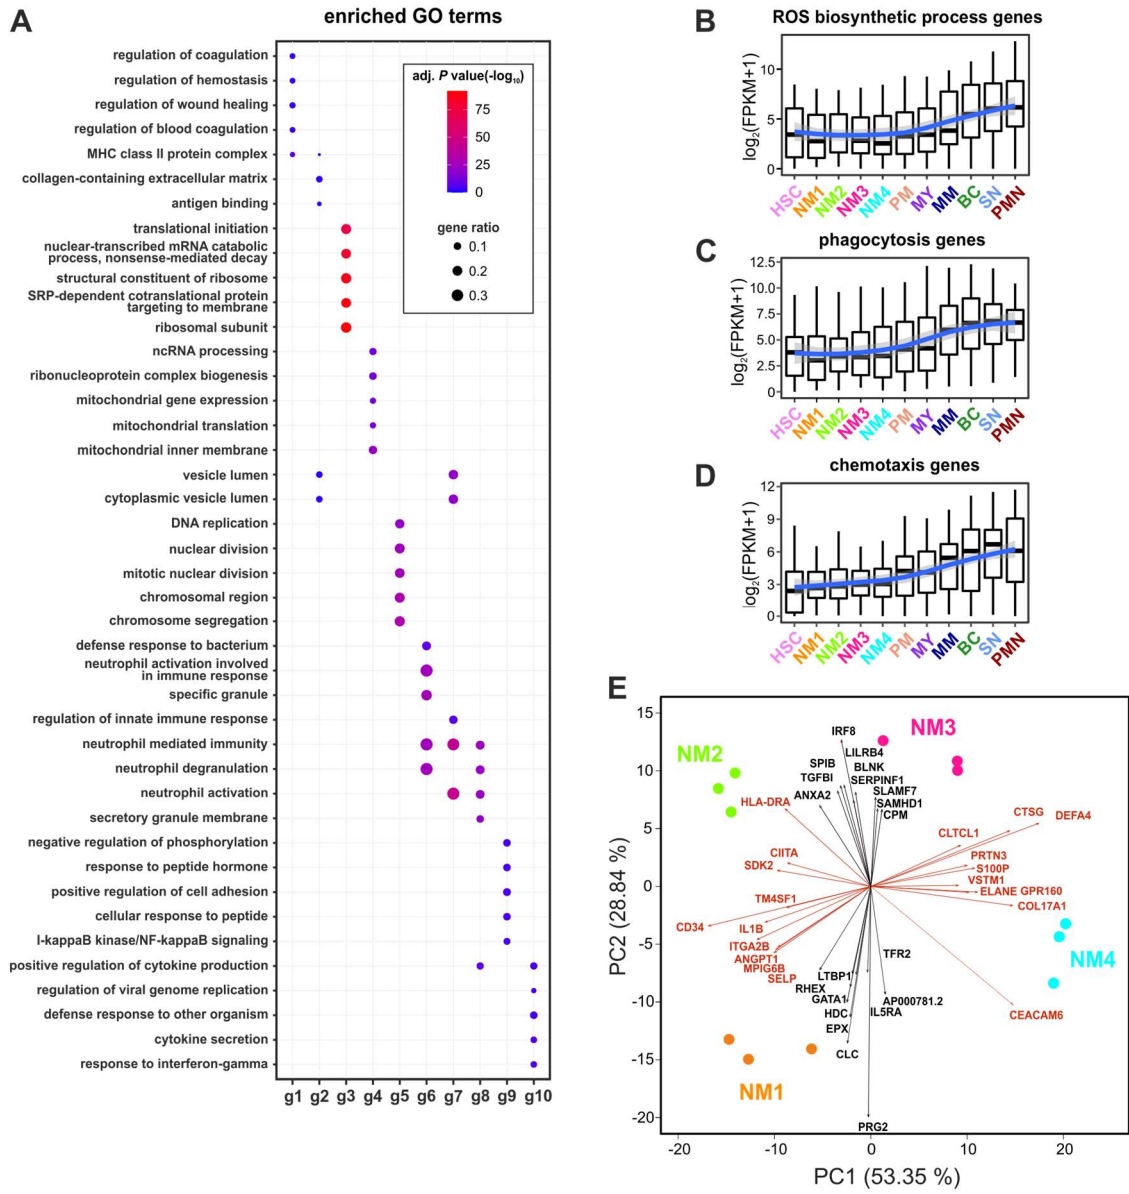 A
enriched GO terms
regulation of coagulation
regulation of hemostasis
regulation of wound healing
regulation of blood coagulation
MHC class II protein complex
collagen-containing extracellular matrix
antigen binding
translational initiation
nuclear-transcribed mRNA catabolic
process, nonsense-mediated decay
structural constituent of ribosome
SRP-dependent cotranslational protein
targeting to membrane
ribosomal subunit
ncRNA processing
ribonucleoprotein complex biogenesis
mitochondrial gene expression
mitochondrial translation
mitochondrial inner membrane
vesicle lumen
cytoplasmic vesicle lumen
DNA replication
nuclear division
mitotic nuclear division
chromosomal region
chromosome segregation
defense response to bacterium
neutrophil activation involved
in immune response
specific granule
regulation of innate immune response
neutrophil mediated immunity
neutrophil degranulation
neutrophil activation
secretory granule membrane
negative regulation of phosphorylation
response to peptide hormone
positive regulation of cell adhesion
cellular response to peptide
I-kappaB kinase/NF-kappaB signaling
positive regulation of cytokine production
regulation of viral genome replication
defense response to other organism
cytokine secretion
response to interferon-gamma
g1 g2 g3 g4 g5 g6 g7 g8 g9 g10
adj. P value(-log₁₀)
75
50
25
0
gene ratio
0.1
0.2
0.3
B
ROS biosynthetic process genes
log₂(FPKM+1)
10
5
0
HSC NM1 NM2 NM3 NM4 PM MY MM BC SN PMN
C
phagocytosis genes
log₂(FPKM+1)
12.5
10.0
7.5
5.0
2.5
0
HSC NM1 NM2 NM3 NM4 PM MY MM BC SN PMN
D
chemotaxis genes
log₂(FPKM+1)
12
9
6
3
0
HSC NM1 NM2 NM3 NM4 PM MY MM BC SN PMN
E
PC2 (28.84 %)
15
10
5
0
-5
-10
-15
-20
IRF8
NM3
LILRB4
NM2
SPIB
BLNK
TGFBI
SERPINF1
ANXA2
SLAMF7
HLA-DRA
SAMHD1
CPM
CTSG
DEFA4
CLTCL1
CIITA
PRTN3
SDK2
S100P
VSTM1
ELANE GPR160
TM4SF1
COL17A1
CD34
IL1B
ITGA2B
ANGPT1
MPIG6B
SELP
TFR2
NM4
LTBP1
RHEX
GATA1
AP000781.2
HDC
IL5RA
CEACAM6
EPX
CLC
NM1
PRG2
-20 -10 0 10 20
PC1 (53.35 %)